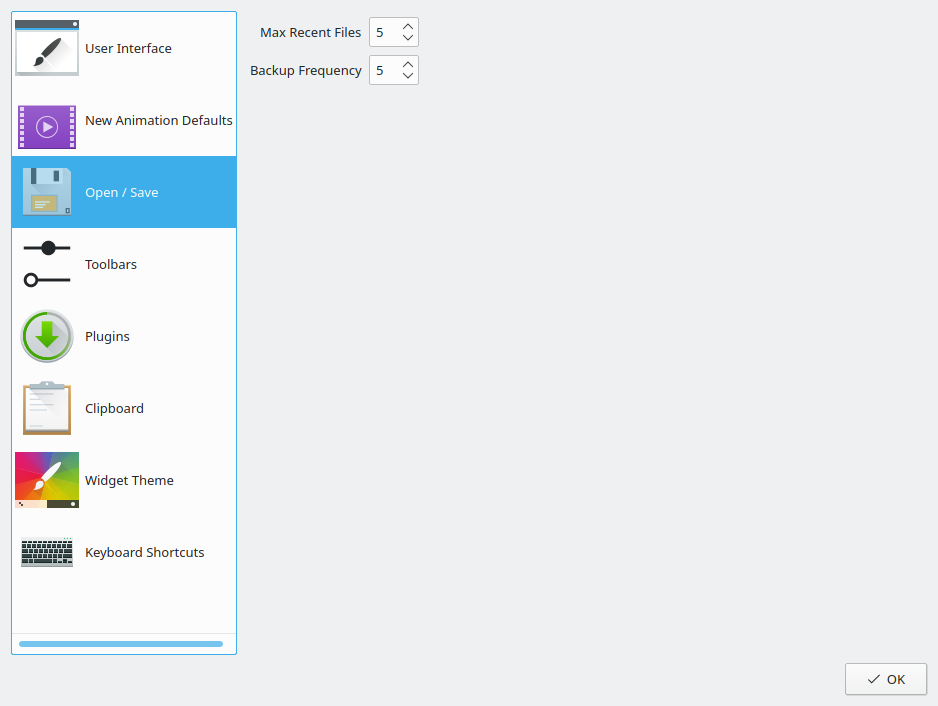 User Interface
New Animation Defaults
Open / Save
Toolbars
Plugins
Clipboard
Widget Theme
Keyboard Shortcuts
Max Recent Files 5
Backup Frequency 5
OK